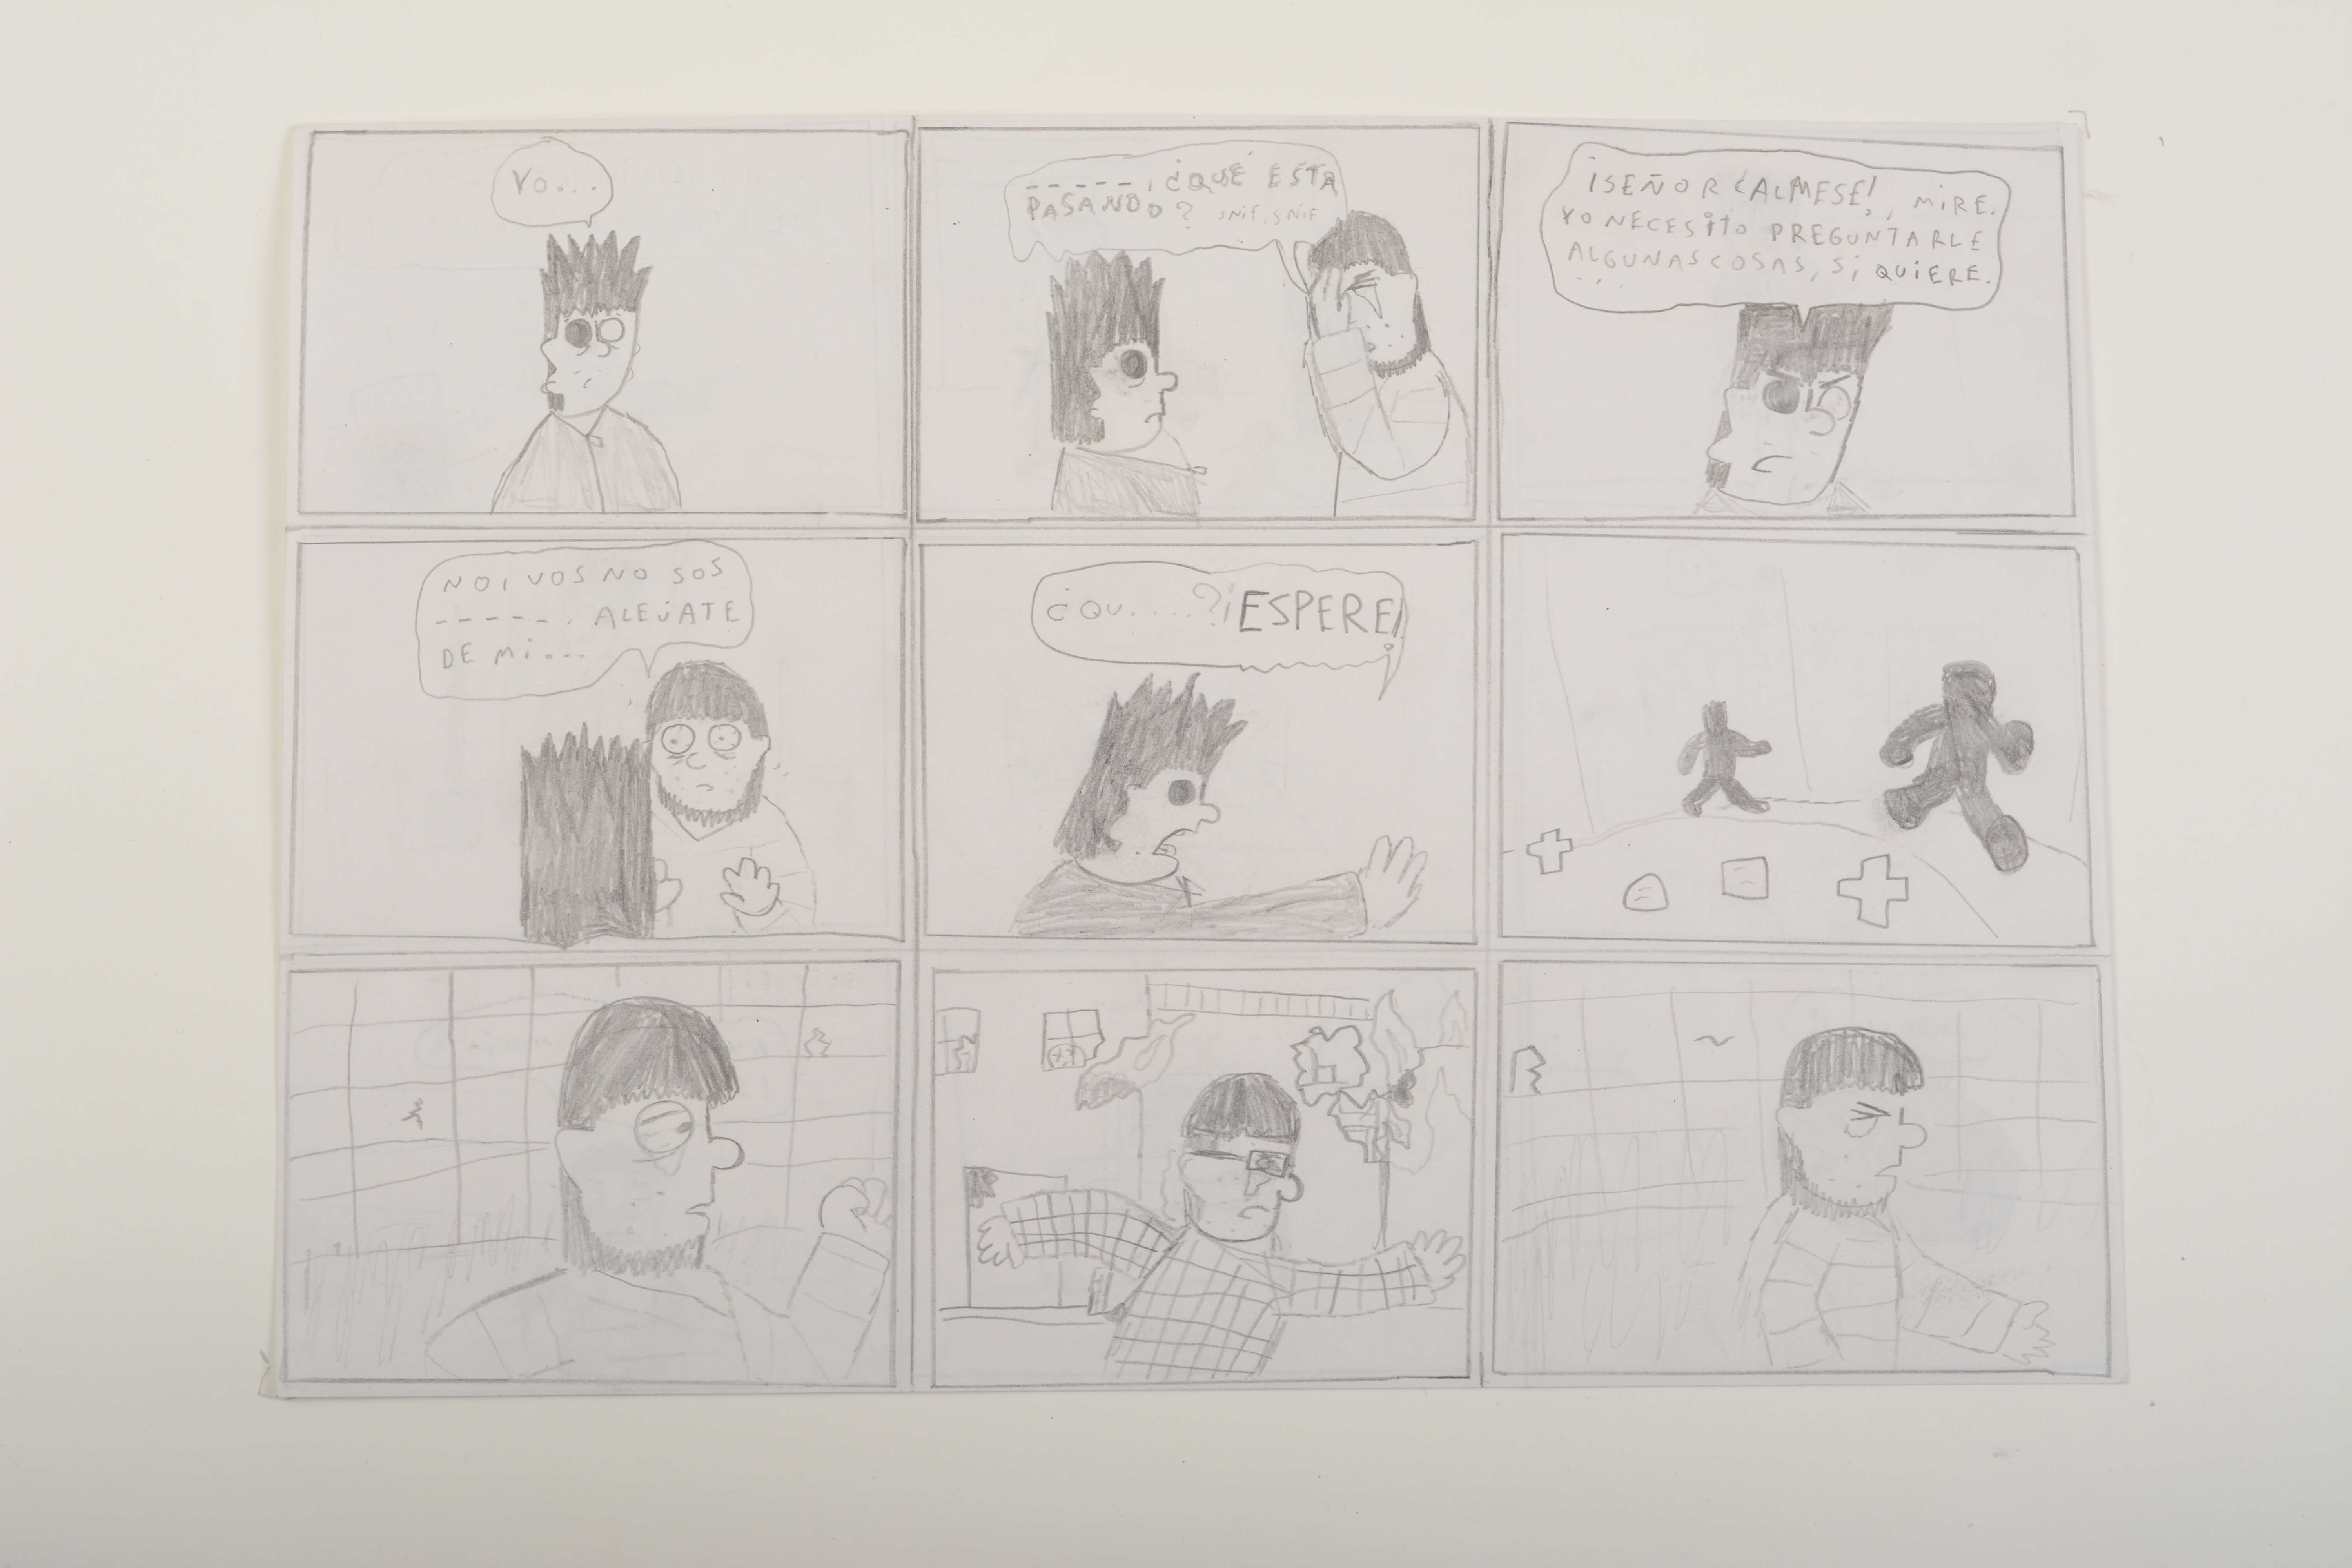 YO...
-----, ¿QUÉ ESTA
PASANDO? SNIF, SNIF
¡SEÑOR CALMESE!, MIRE.
YO NECESITO PREGUNTARLE
ALGUNAS COSAS, SI QUIERE.
...
NO, VOS NO SOS
-----. ALEJATE
DE MI...
¿QU....?¡ESPERE!